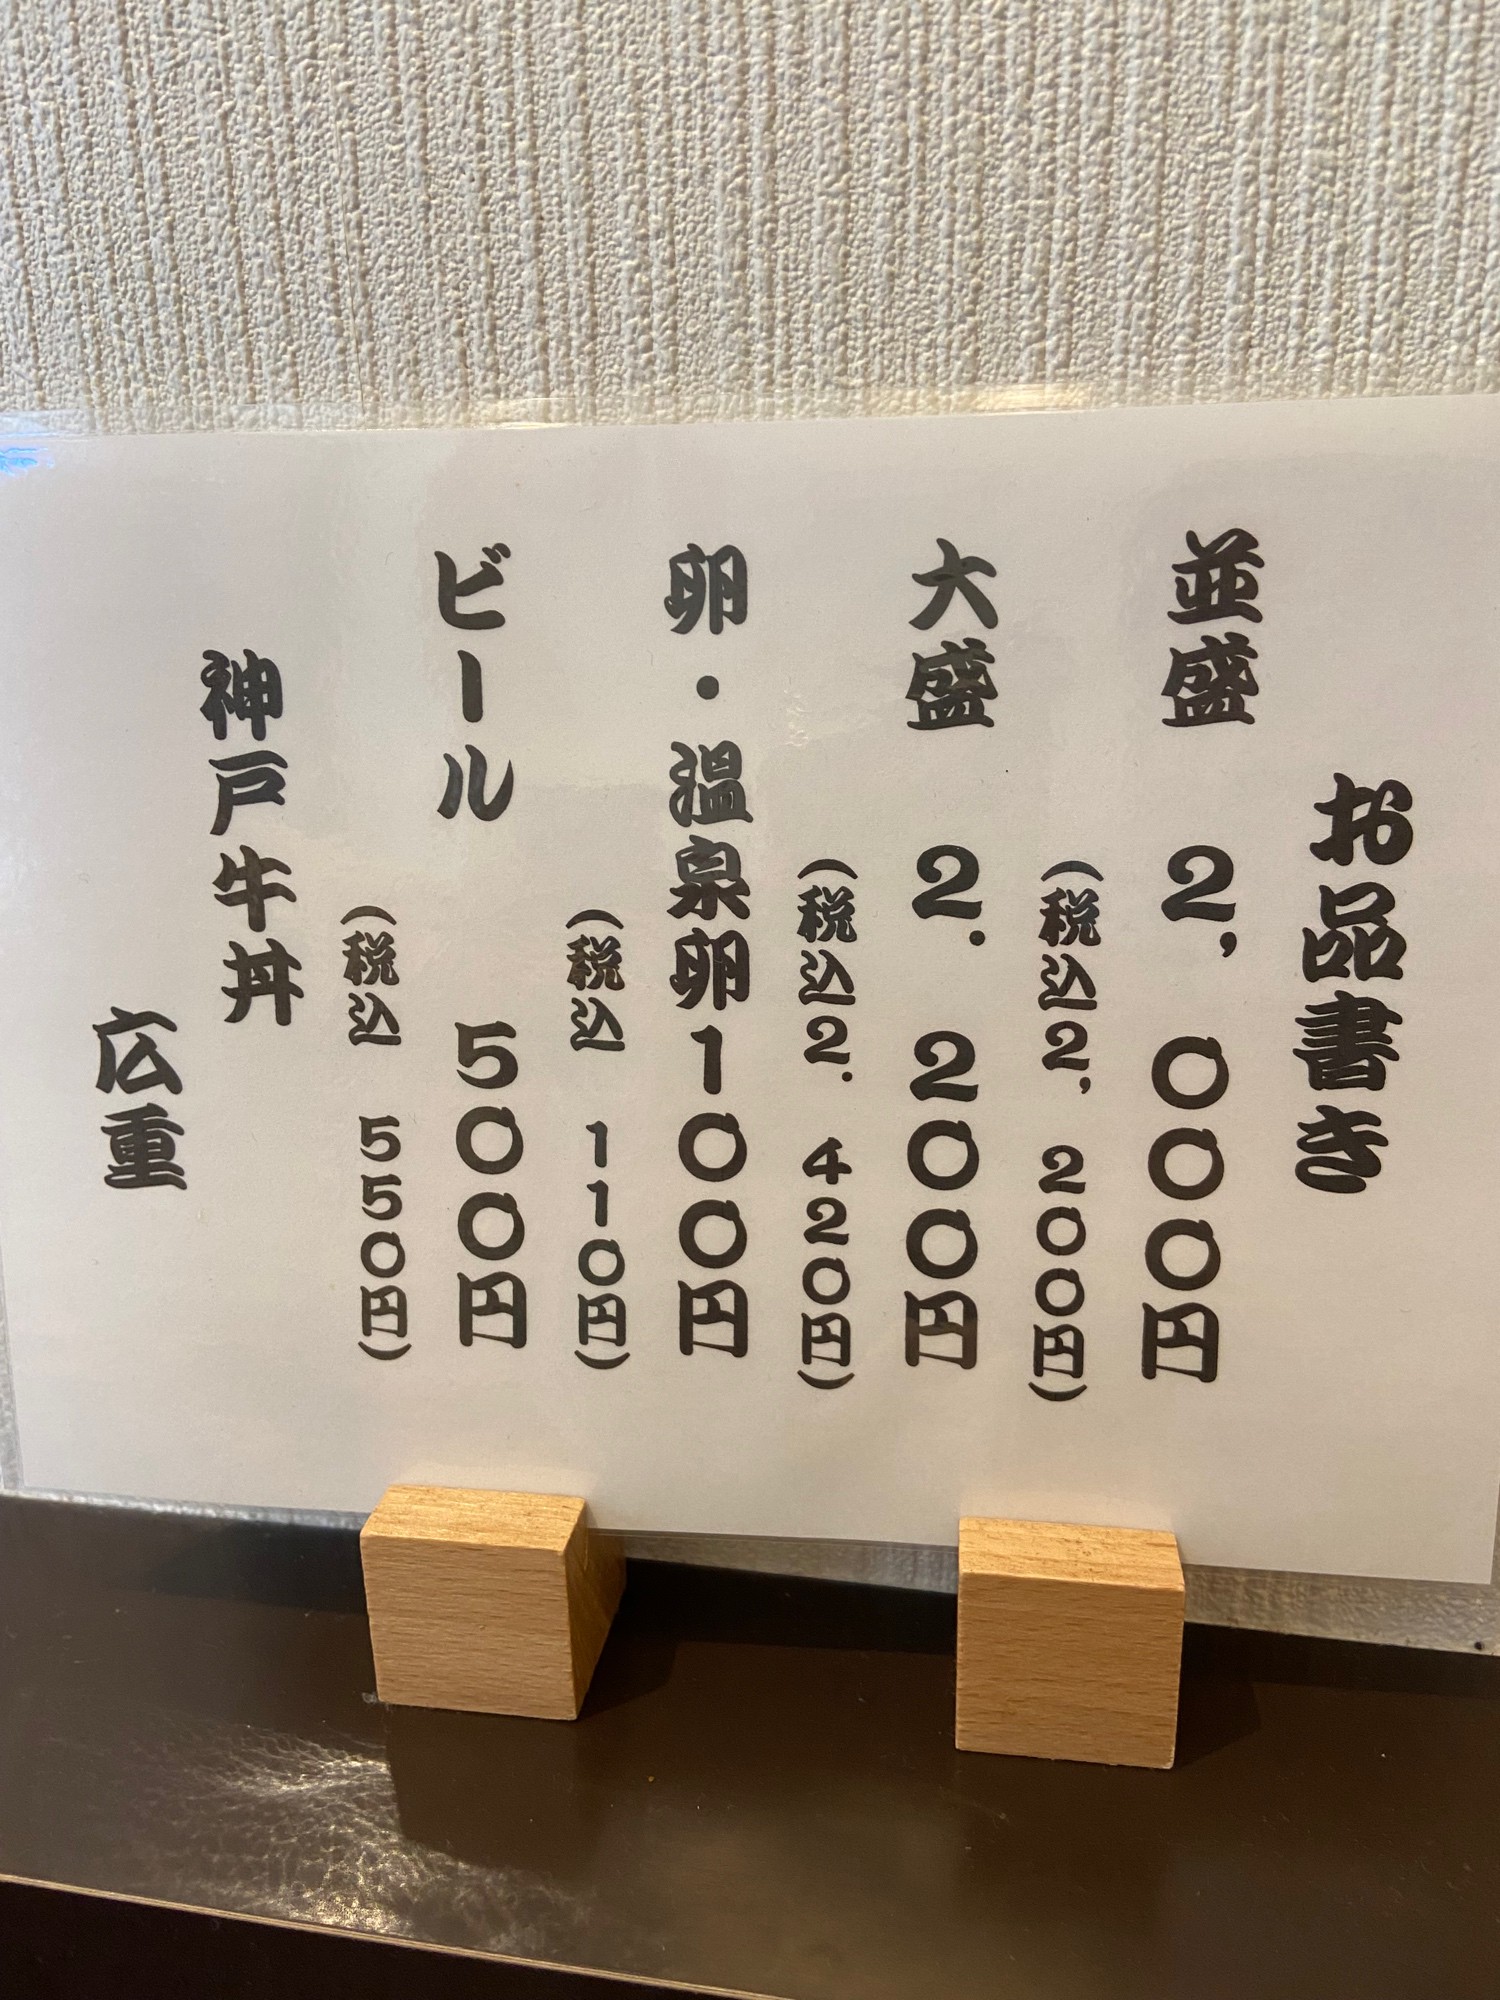 お品書き
並盛　2,000円
（税込2,200円）
大盛　2.200円
（税込2.420円）
卵・温泉卵100円
（税込　110円）
ビール　500円
（税込　550円）
神戸牛丼
広重